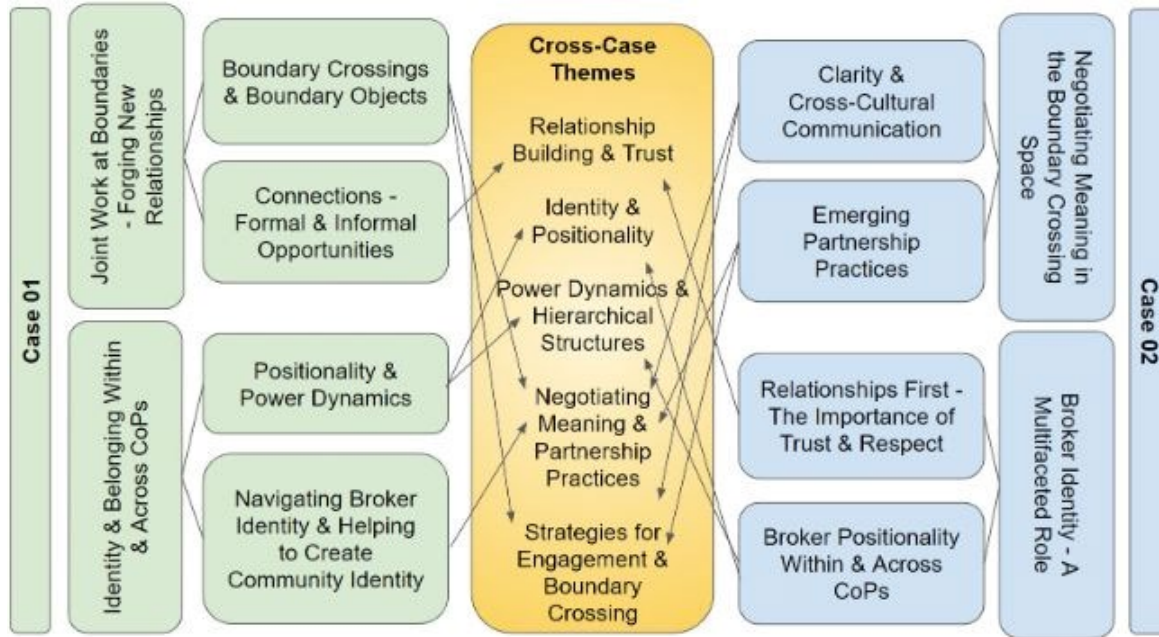 Case 01
Joint Work at Boundaries
- Forging New
Relationships
Identity & Belonging Within
& Across CoPs
Boundary Crossings
& Boundary Objects
Connections -
Formal & Informal
Opportunities
Positionality &
Power Dynamics
Navigating Broker
Identity & Helping
to Create
Community Identity
Cross-Case
Themes
Relationship
Building & Trust
Identity &
Positionality
Power Dynamics &
Hierarchical
Structures
Negotiating
Meaning &
Partnership
Practices
Strategies for
Engagement &
Boundary
Crossing
Clarity &
Cross-Cultural
Communication
Emerging
Partnership
Practices
Relationships First -
The Importance of
Trust & Respect
Broker Positionality
Within & Across
CoPs
Negotiating Meaning in
the Boundary Crossing
Space
Broker Identity - A
Multifaceted Role
Case 02